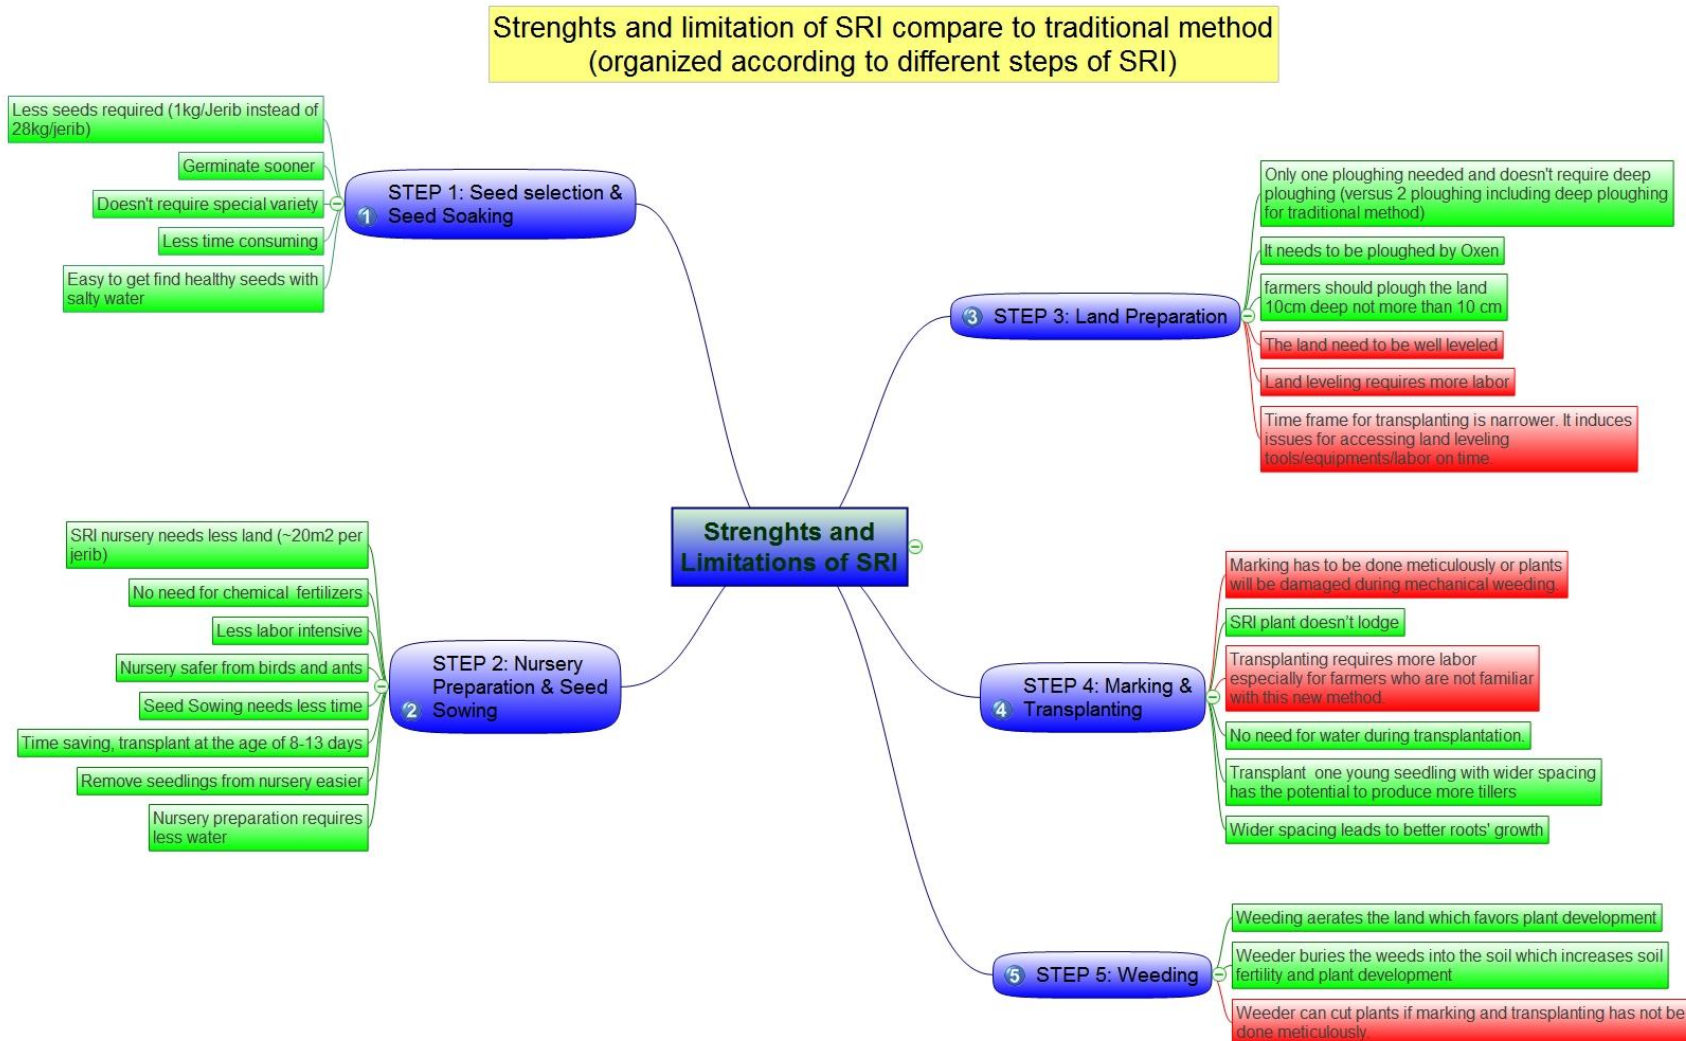 Strenghts and limitation of SRI compare to traditional method
(organized according to different steps of SRI)
Less seeds required (1kg/Jerib instead of
28kg/jerib)
Germinate sooner
Doesn't require special variety
Less time consuming
Easy to get find healthy seeds with
salty water
STEP 1: Seed selection &
1 Seed Soaking
SRI nursery needs less land (~20m2 per
jerib)
No need for chemical fertilizers
Less labor intensive
Nursery safer from birds and ants
Seed Sowing needs less time
Time saving, transplant at the age of 8-13 days
Remove seedlings from nursery easier
Nursery preparation requires
less water
STEP 2: Nursery
Preparation & Seed
2 Sowing
Strenghts and
Limitations of SRI
3 STEP 3: Land Preparation
Only one ploughing needed and doesn't require deep
ploughing (versus 2 ploughing including deep ploughing
for traditional method)
It needs to be ploughed by Oxen
farmers should plough the land
10cm deep not more than 10 cm
The land need to be well leveled
Land leveling requires more labor
Time frame for transplanting is narrower. It induces
issues for accessing land leveling
tools/equipments/labor on time.
STEP 4: Marking &
4 Transplanting
Marking has to be done meticulously or plants
will be damaged during mechanical weeding.
SRI plant doesn't lodge
Transplanting requires more labor
especially for farmers who are not familiar
with this new method.
No need for water during transplantation.
Transplant one young seedling with wider spacing
has the potential to produce more tillers
Wider spacing leads to better roots' growth
5 STEP 5: Weeding
Weeding aerates the land which favors plant development
Weeder buries the weeds into the soil which increases soil
fertility and plant development
Weeder can cut plants if marking and transplanting has not be
done meticulously.